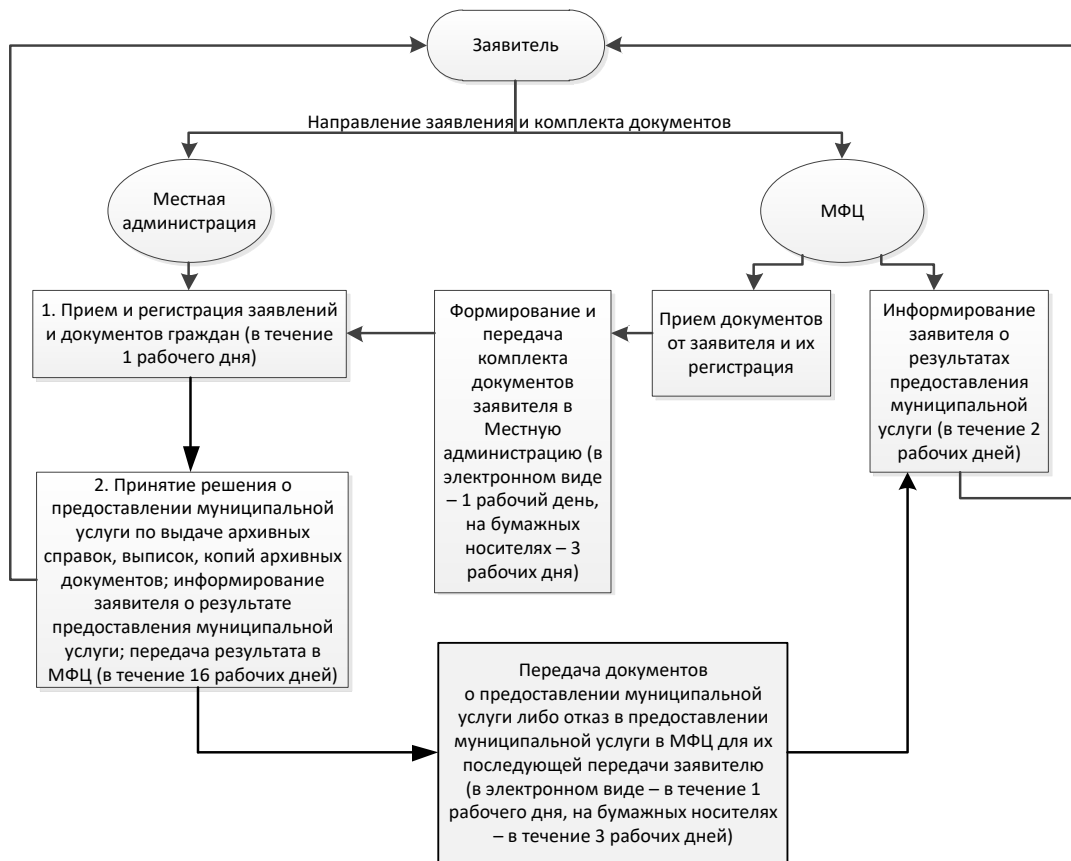 Заявитель
Направление заявления и комплекта документов
Местная
администрация
МФЦ
1. Прием и регистрация заявлений
и документов граждан (в течение
1 рабочего дня)
Формирование и
передача
комплекта
документов
заявителя в
Местную
администрацию (в
электронном виде
– 1 рабочий день,
на бумажных
носителях – 3
рабочих дня)
Прием документов
от заявителя и их
регистрация
Информирование
заявителя о
результатах
предоставления
муниципальной
услуги (в течение 2
рабочих дней)
2. Принятие решения о
предоставлении муниципальной
услуги по выдаче архивных
справок, выписок, копий архивных
документов; информирование
заявителя о результате
предоставления муниципальной
услуги; передача результата в
МФЦ (в течение 16 рабочих дней)
Передача документов
о предоставлении муниципальной
услуги либо отказ в предоставлении
муниципальной услуги в МФЦ для их
последующей передачи заявителю
(в электронном виде – в течение 1
рабочего дня, на бумажных носителях
– в течение 3 рабочих дней)